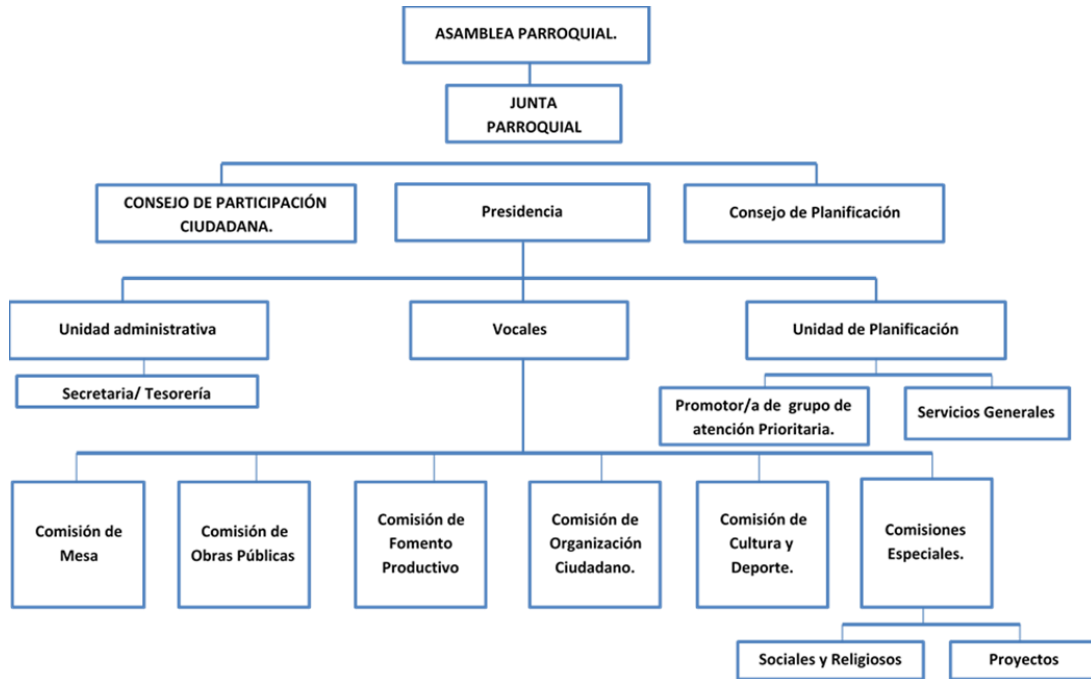 ASAMBLEA PARROQUIAL.
JUNTA
PARROQUIAL
CONSEJO DE PARTICIPACIÓN
CIUDADANA.
Presidencia
Consejo de Planificación
Unidad administrativa
Vocales
Unidad de Planificación
Secretaria/ Tesorería
Promotor/a de grupo de
atención Prioritaria.
Servicios Generales
Comisión de
Mesa
Comisión de
Obras Públicas
Comisión de
Fomento
Productivo
Comisión de
Organización
Ciudadano.
Comisión de
Cultura y
Deporte.
Comisiones
Especiales.
Sociales y Religiosos
Proyectos